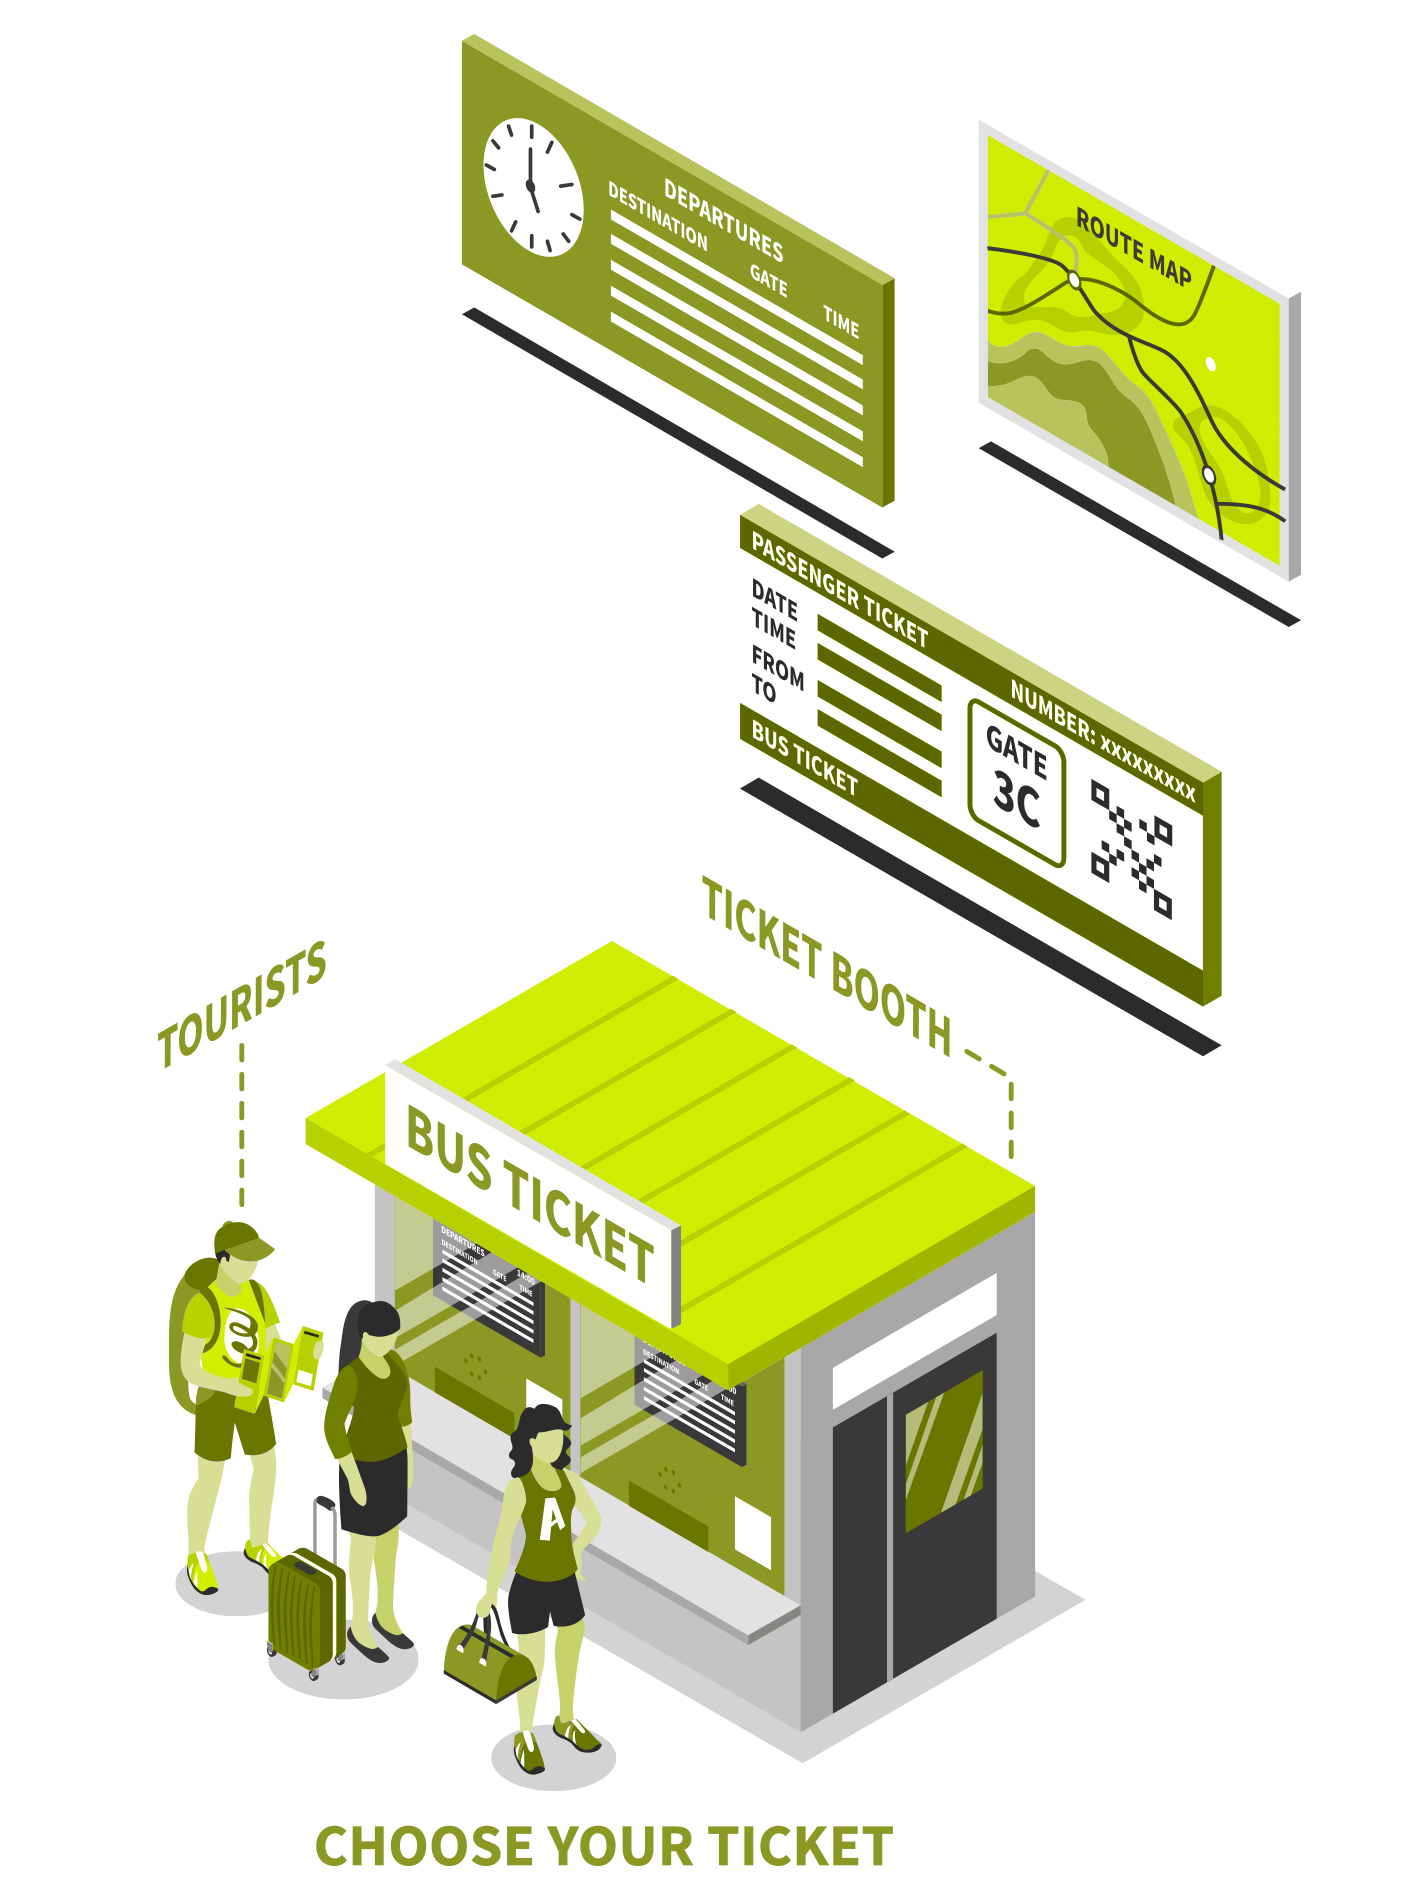 DEPARTURES
DESTINATION GATE TIME
ROUTE MAP
PASSENGER TICKET
NUMBER: xxxxxxxxx
DATE
TIME
FROM
TO
GATE
3C
BUS TICKET
TICKET BOOTH
TOURISTS
BUS TICKET
DEPARTURES
14:00
DESTINATION GATE TIME
DESTINATION GATE TIME
A
CHOOSE YOUR TICKET